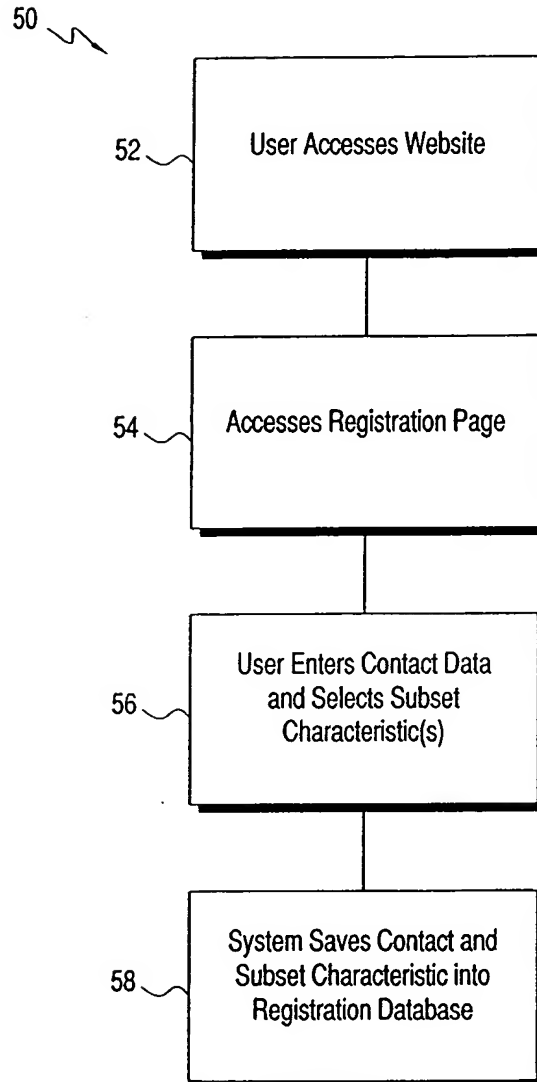 50
52
User Accesses Website
54
Accesses Registration Page
56
User Enters Contact Data
and Selects Subset
Characteristic(s)
58
System Saves Contact and
Subset Characteristic into
Registration Database